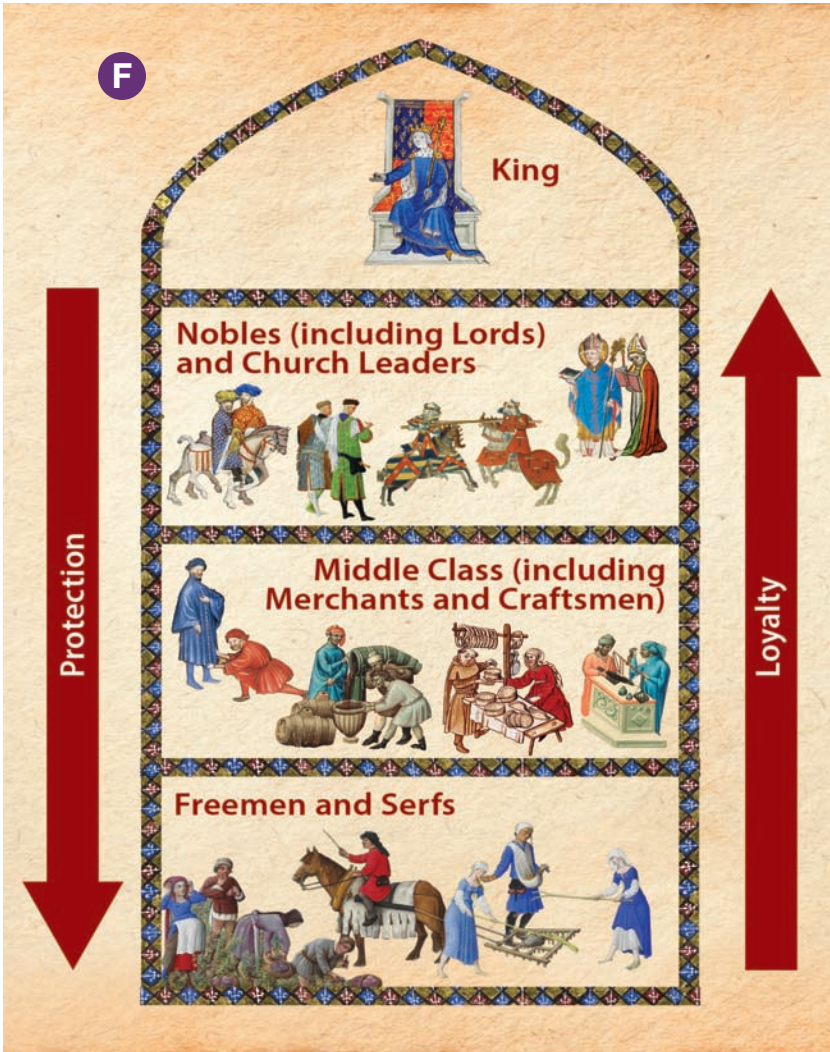 F
King
Nobles (including Lords)
and Church Leaders
Protection
Loyalty
Middle Class (including
Merchants and Craftsmen)
Freemen and Serfs